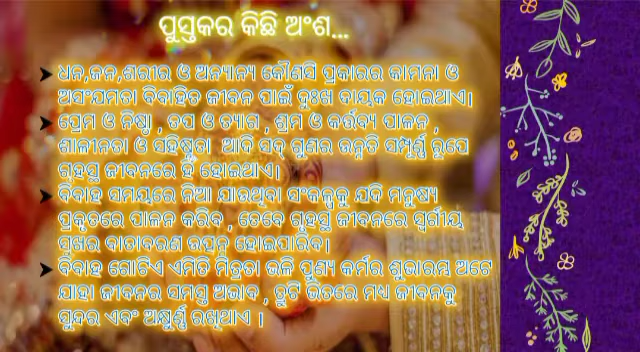 ପୁସ୍ତକର କିଛି ଅଂଶ...
➤ ଧନ,ଜନ,ଶରୀର ଓ ଅନ୍ୟାନ୍ୟ କୌଣସି ପ୍ରକାରର କାମନା ଓ
ଅସଂଯମତା ବିବାହିତ ଜୀବନ ପାଇଁ ଦୁଃଖ ଦାୟକ ହୋଇଥାଏ।
➤ ପ୍ରେମ ଓ ନିଷ୍ଠା , ତପ ଓ ତ୍ୟାଗ , ଶ୍ରମ ଓ କର୍ତ୍ତବ୍ୟ ପାଳନ ,
ଶାଳୀନତା ଓ ସହିଷ୍ଣୁତା ଆଦି ସଦ୍ ଗୁଣର ଉନ୍ନତି ସମ୍ପୂର୍ଣ୍ଣ ରୂପେ
ଗୃହସ୍ଥ ଜୀବନରେ ହିଁ ହୋଇଥାଏ।
➤ ବିବାହ ସମୟରେ ନିଆ ଯାଉଥିବା ସଂକଳ୍ପକୁ ଯଦି ମନୁଷ୍ୟ
ପ୍ରକୃତରେ ପାଳନ କରିବ , ତେବେ ଗୃହସ୍ଥ ଜୀବନରେ ସ୍ୱର୍ଗୀୟ
ସୁଖର ବାତାବରଣ ଉତ୍ପନ୍ନ ହୋଇପାରିବ।
➤ ବିବାହ ଗୋଟିଏ ଏମିତି ମିତ୍ରତା ଭଳି ପୁଣ୍ୟ କର୍ମର ଶୁଭାରମ୍ଭ ଅଟେ
ଯାହା ଜୀବନର ସମସ୍ତ ଅଭାବ , ତ୍ରୁଟି ଭିତରେ ମଧ୍ୟ ଜୀବନକୁ
ସୁନ୍ଦର ଏବଂ ଅକ୍ଷୁର୍ଣ୍ଣ ରଖିଥାଏ ।